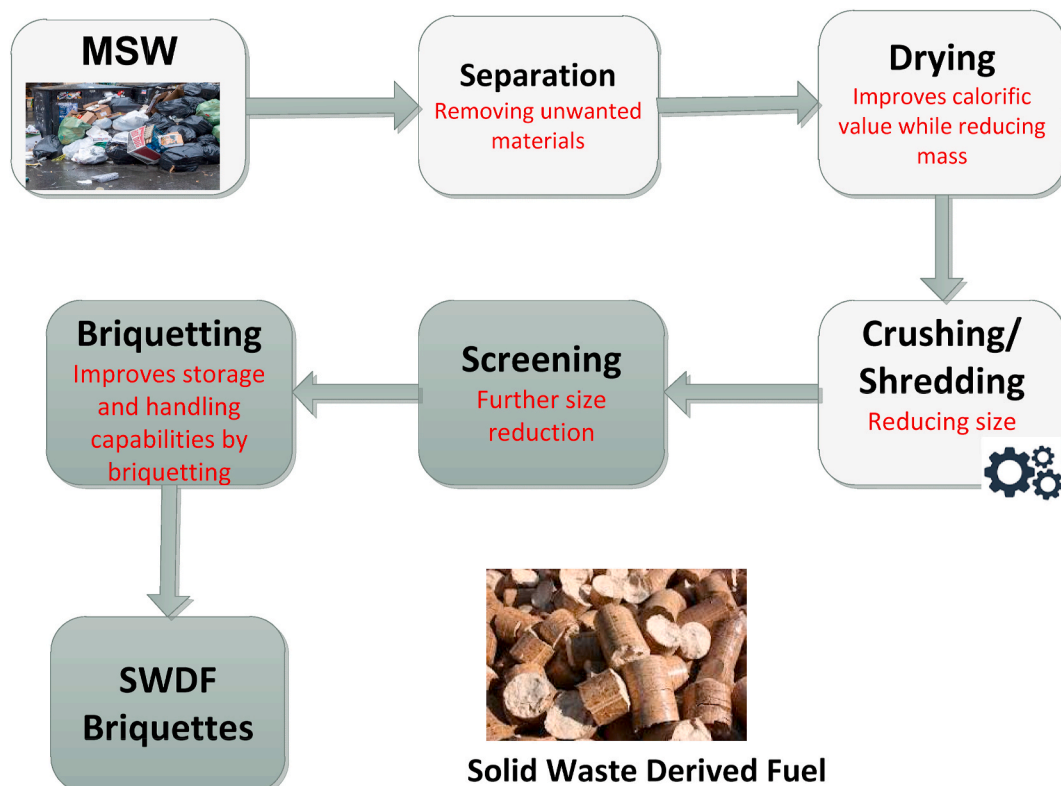 MSW
Separation
Removing unwanted
materials
Drying
Improves calorific
value while reducing
mass
Briquetting
Improves storage
and handling
capabilities by
briquetting
Screening
Further size
reduction
Crushing/
Shredding
Reducing size
SWDF
Briquettes
Solid Waste Derived Fuel